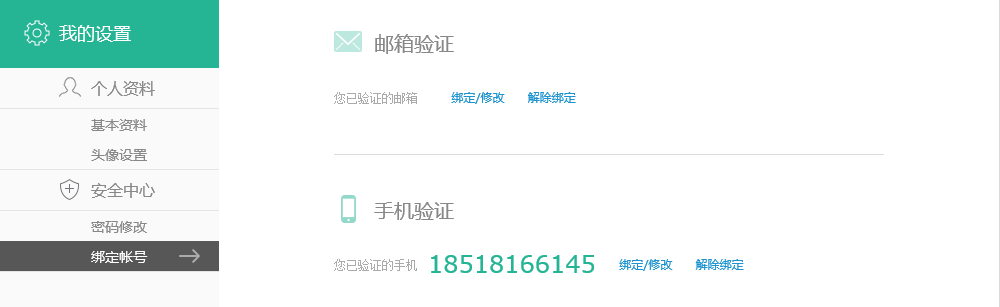 我的设置
个人资料
基本资料
头像设置
安全中心
密码修改
绑定帐号
邮箱验证
您已验证的邮箱 绑定/修改 解除绑定
手机验证
您已验证的手机 18518166145 绑定/修改 解除绑定